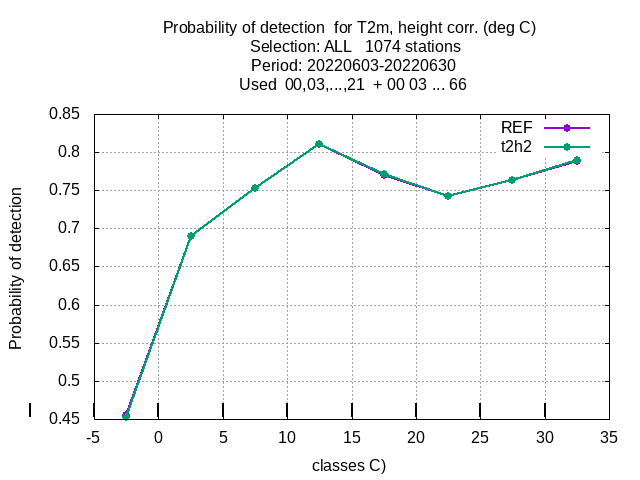 Probability of detection  for T2m, height corr. (deg C)
Selection: ALL   1074 stations
Period: 20220603-20220630
Used  00,03,...,21  + 00 03 ... 66
REF
t2h2
Probability of detection
0.85
0.8
0.75
0.7
0.65
0.6
0.55
0.5
0.45
-5 0 5 10 15 20 25 30 35
classes C)